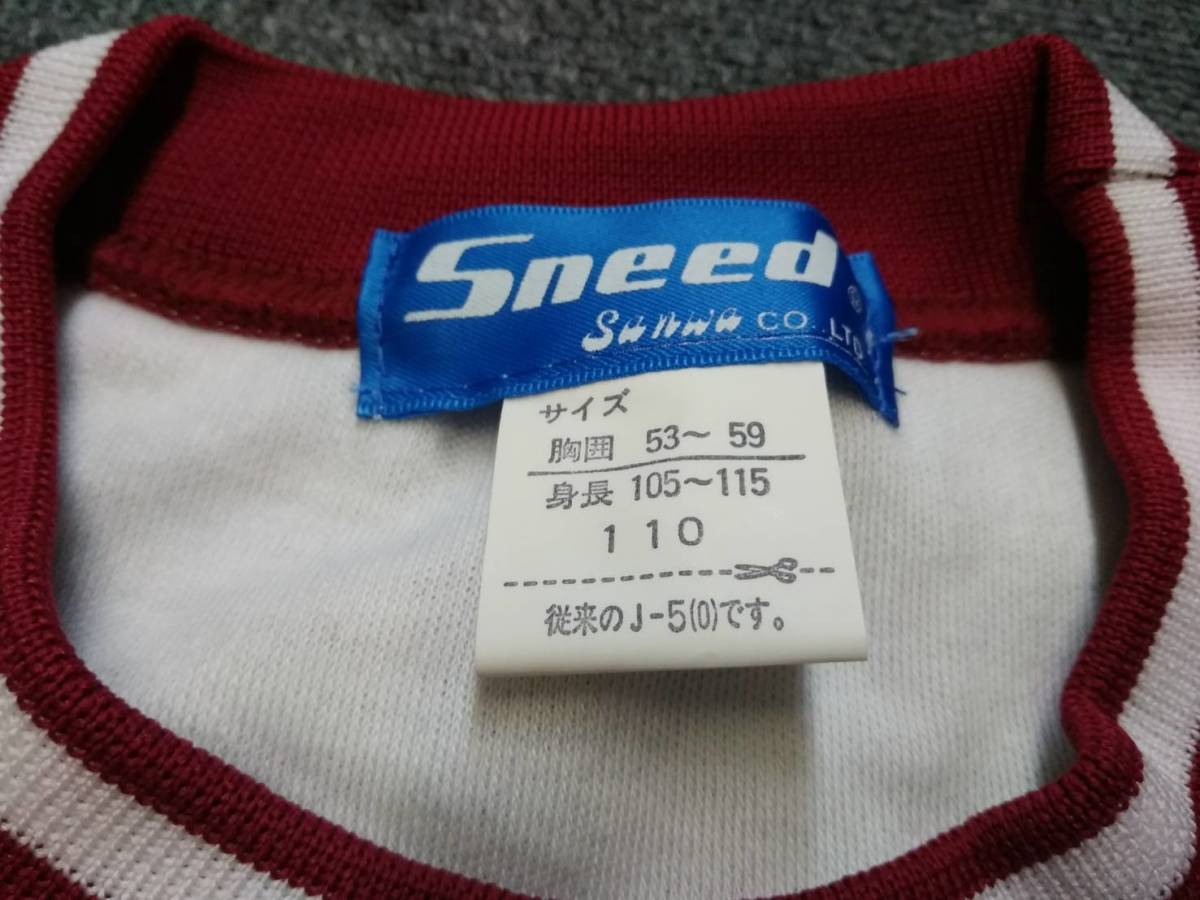 Sneed®
Sanwa CO.,LTD
サイズ
胸囲 53〜59
身長 105〜115
110
従来のJ-5(0)です。